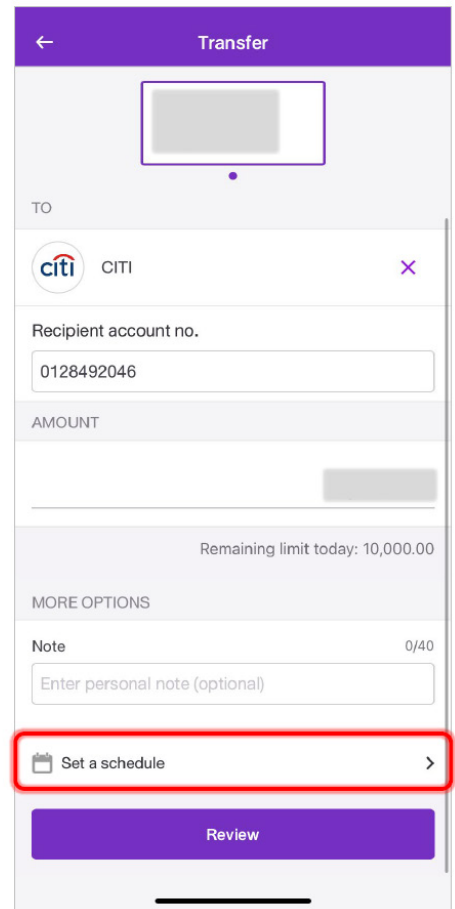 Transfer
TO
citi CITI
Recipient account no.
0128492046
AMOUNT
Remaining limit today: 10,000.00
MORE OPTIONS
Note 0/40
Enter personal note (optional)
Set a schedule
Review